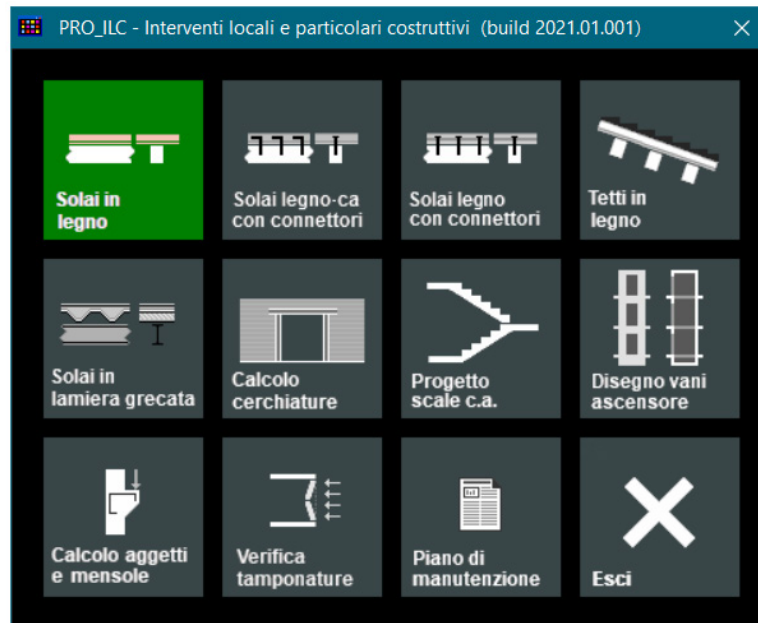 PRO_ILC - Interventi locali e particolari costruttivi (build 2021.01.001)
Solai in
legno
Solai legno-ca
con connettori
Solai legno
con connettori
Tetti in
legno
Solai in
lamiera grecata
Calcolo
cerchiature
Progetto
scale c.a.
Disegno vani
ascensore
Calcolo aggetti
e mensole
Verifica
tamponature
Piano di
manutenzione
Esci